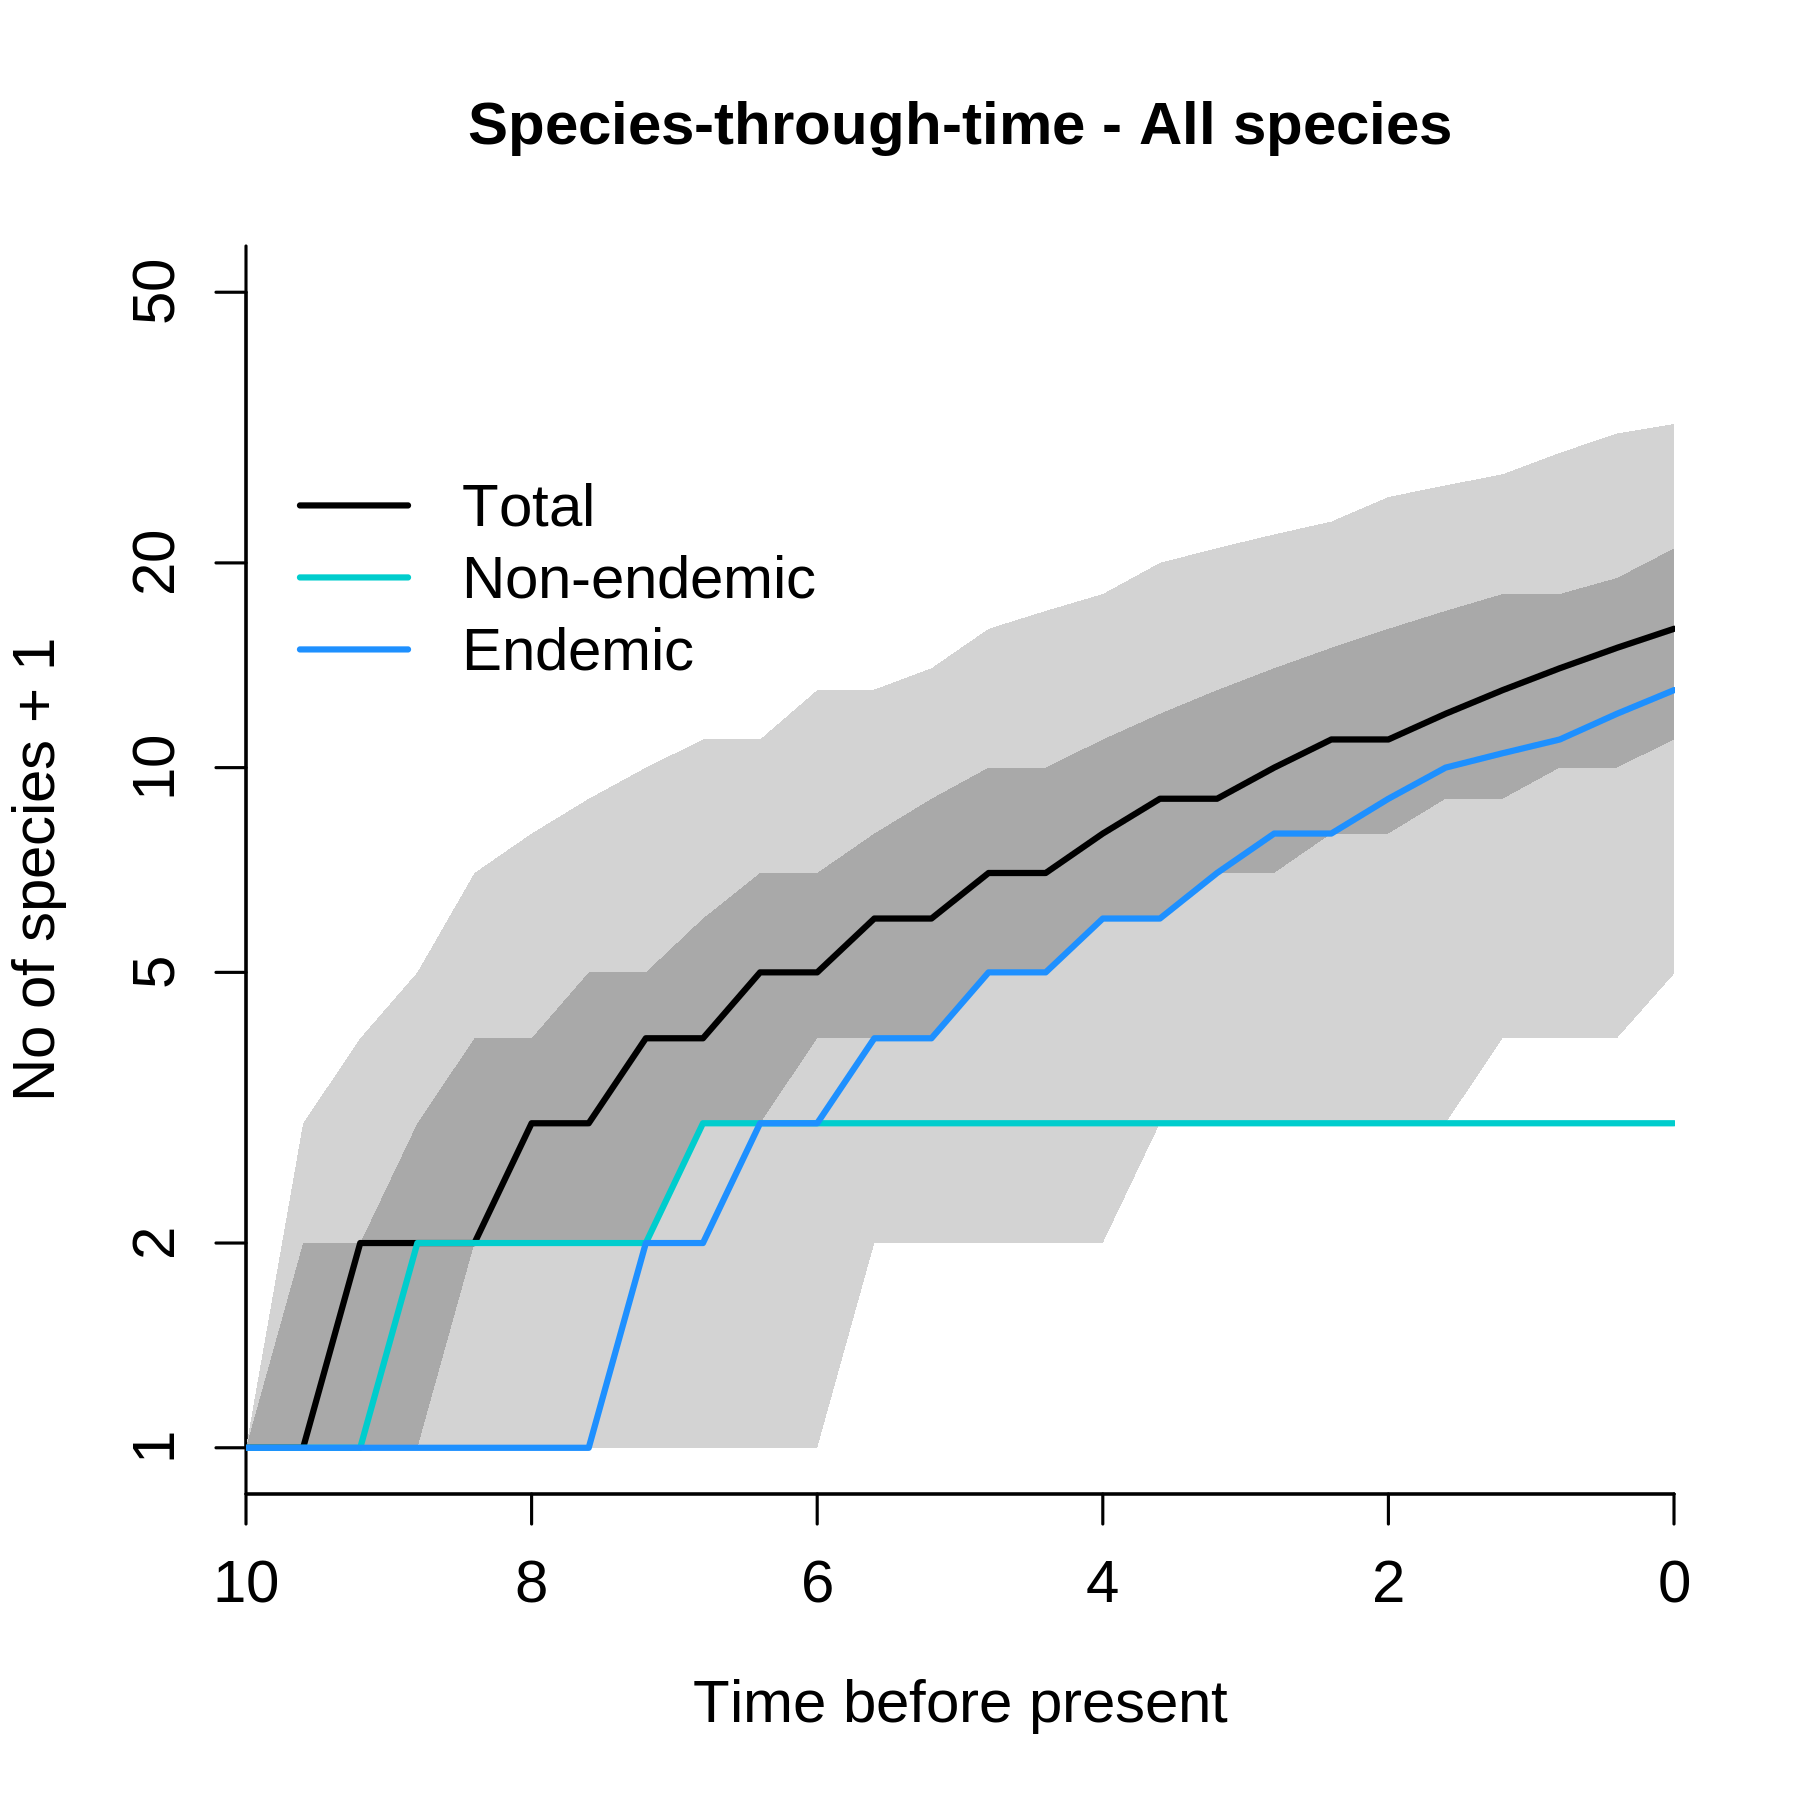 Species-through-time - All species
50
20
10
5
2
1
No of species + 1
Total
Non-endemic
Endemic
10 8 6 4 2 0
Time before present